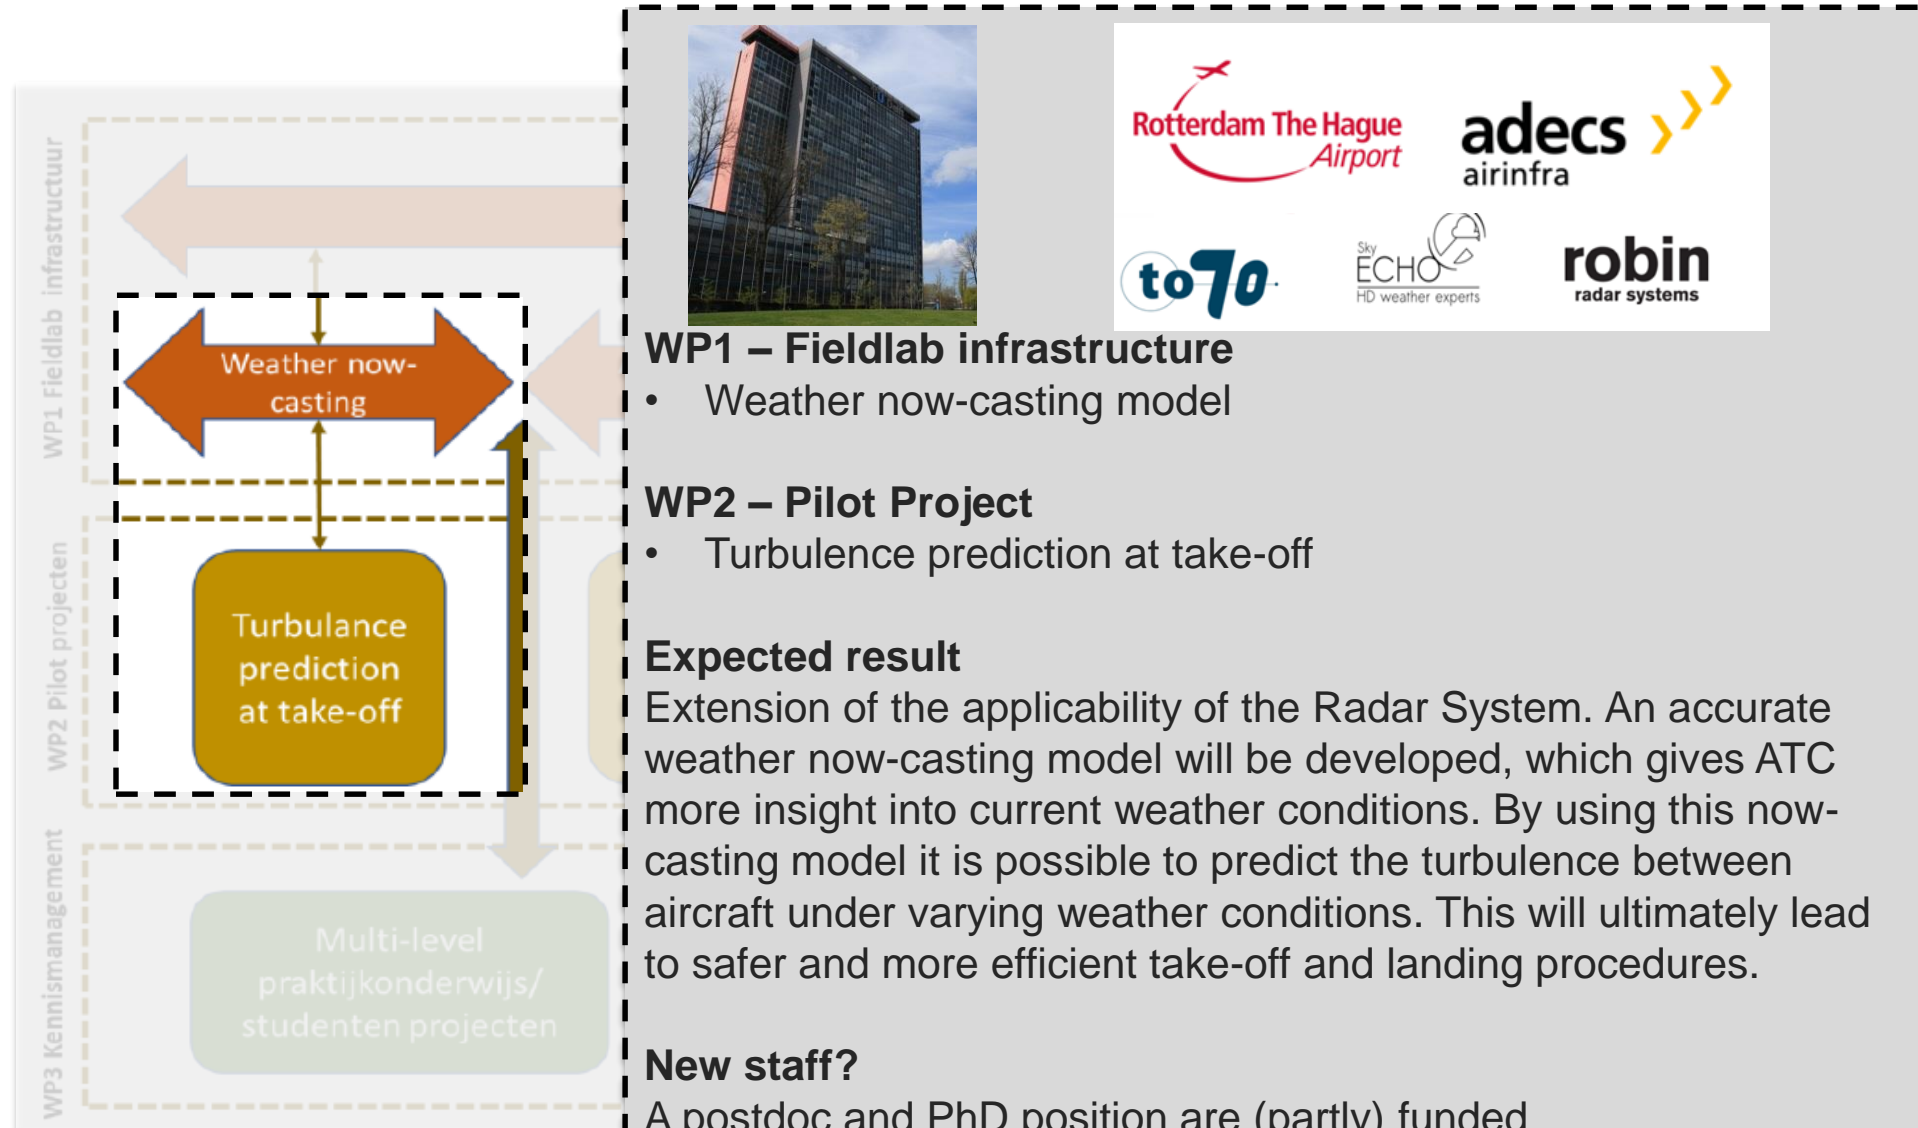 WP1 Fieldlab infrastructuur
Weather now-
casting
WP2 Pilot projecten
Turbulance
prediction
at take-off
WP3 Kennismanagement
Multi-level
praktijkonderwijs/
studenten projecten
Rotterdam The Hague
Airport
adecs
airinfra
to70
Sky
ECHO
HD weather experts
robin
radar systems
WP1 – Fieldlab infrastructure
• Weather now-casting model
WP2 – Pilot Project
• Turbulence prediction at take-off
Expected result
Extension of the applicability of the Radar System. An accurate
weather now-casting model will be developed, which gives ATC
more insight into current weather conditions. By using this now-
casting model it is possible to predict the turbulence between
aircraft under varying weather conditions. This will ultimately lead
to safer and more efficient take-off and landing procedures.
New staff?
A postdoc and PhD position are (partly) funded